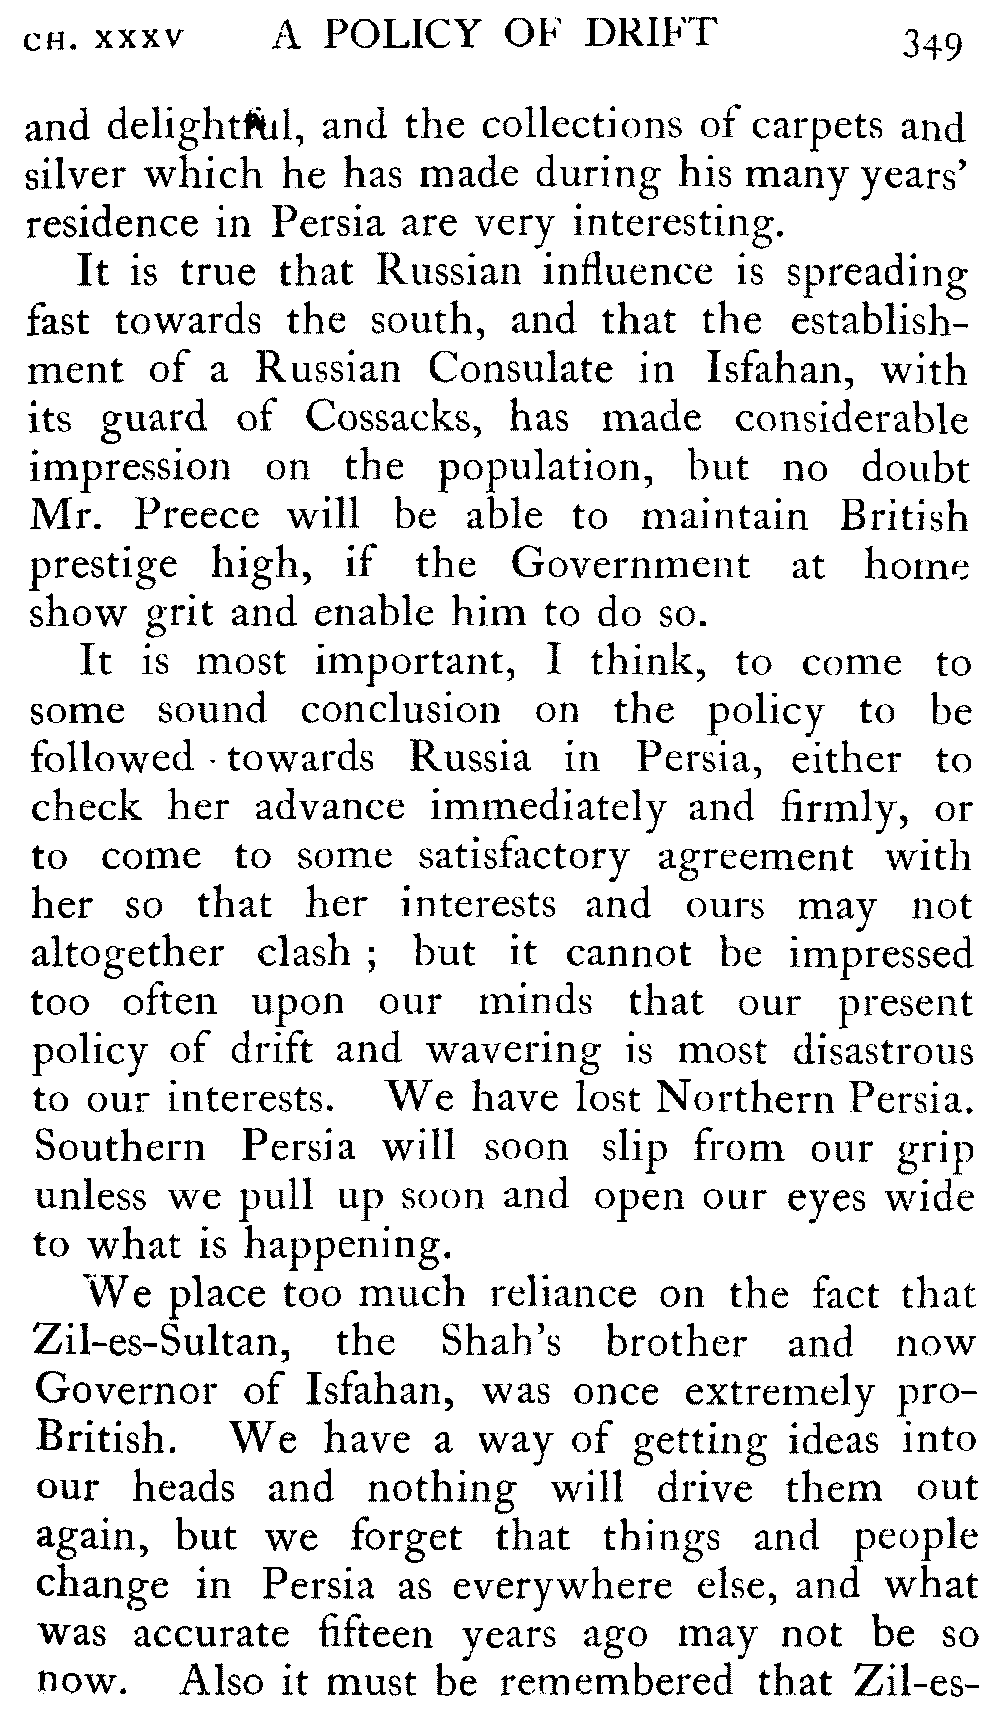 CH. XXXV A POLICY OF DRIFT 349
and delightful, and the collections of carpets and
silver which he has made during his many years’
residence in Persia are very interesting.
It is true that Russian influence is spreading
fast towards the south, and that the establish-
ment of a Russian Consulate in Isfahan, with
its guard of Cossacks, has made considerable
impression on the population, but no doubt
Mr. Preece will be able to maintain British
prestige high, if the Government at home
show grit and enable him to do so.
It is most important, I think, to come to
some sound conclusion on the policy to be
followed towards Russia in Persia, either to
check her advance immediately and firmly, or
to come to some satisfactory agreement with
her so that her interests and ours may not
altogether clash ; but it cannot be impressed
too often upon our minds that our present
policy of drift and wavering is most disastrous
to our interests. We have lost Northern Persia.
Southern Persia will soon slip from our grip
unless we pull up soon and open our eyes wide
to what is happening.
We place too much reliance on the fact that
Zil-es-Sultan, the Shah’s brother and now
Governor of Isfahan, was once extremely pro-
British. We have a way of getting ideas into
our heads and nothing will drive them out
again, but we forget that things and people
change in Persia as everywhere else, and what
was accurate fifteen years ago may not be so
now. Also it must be remembered that Zil-es-